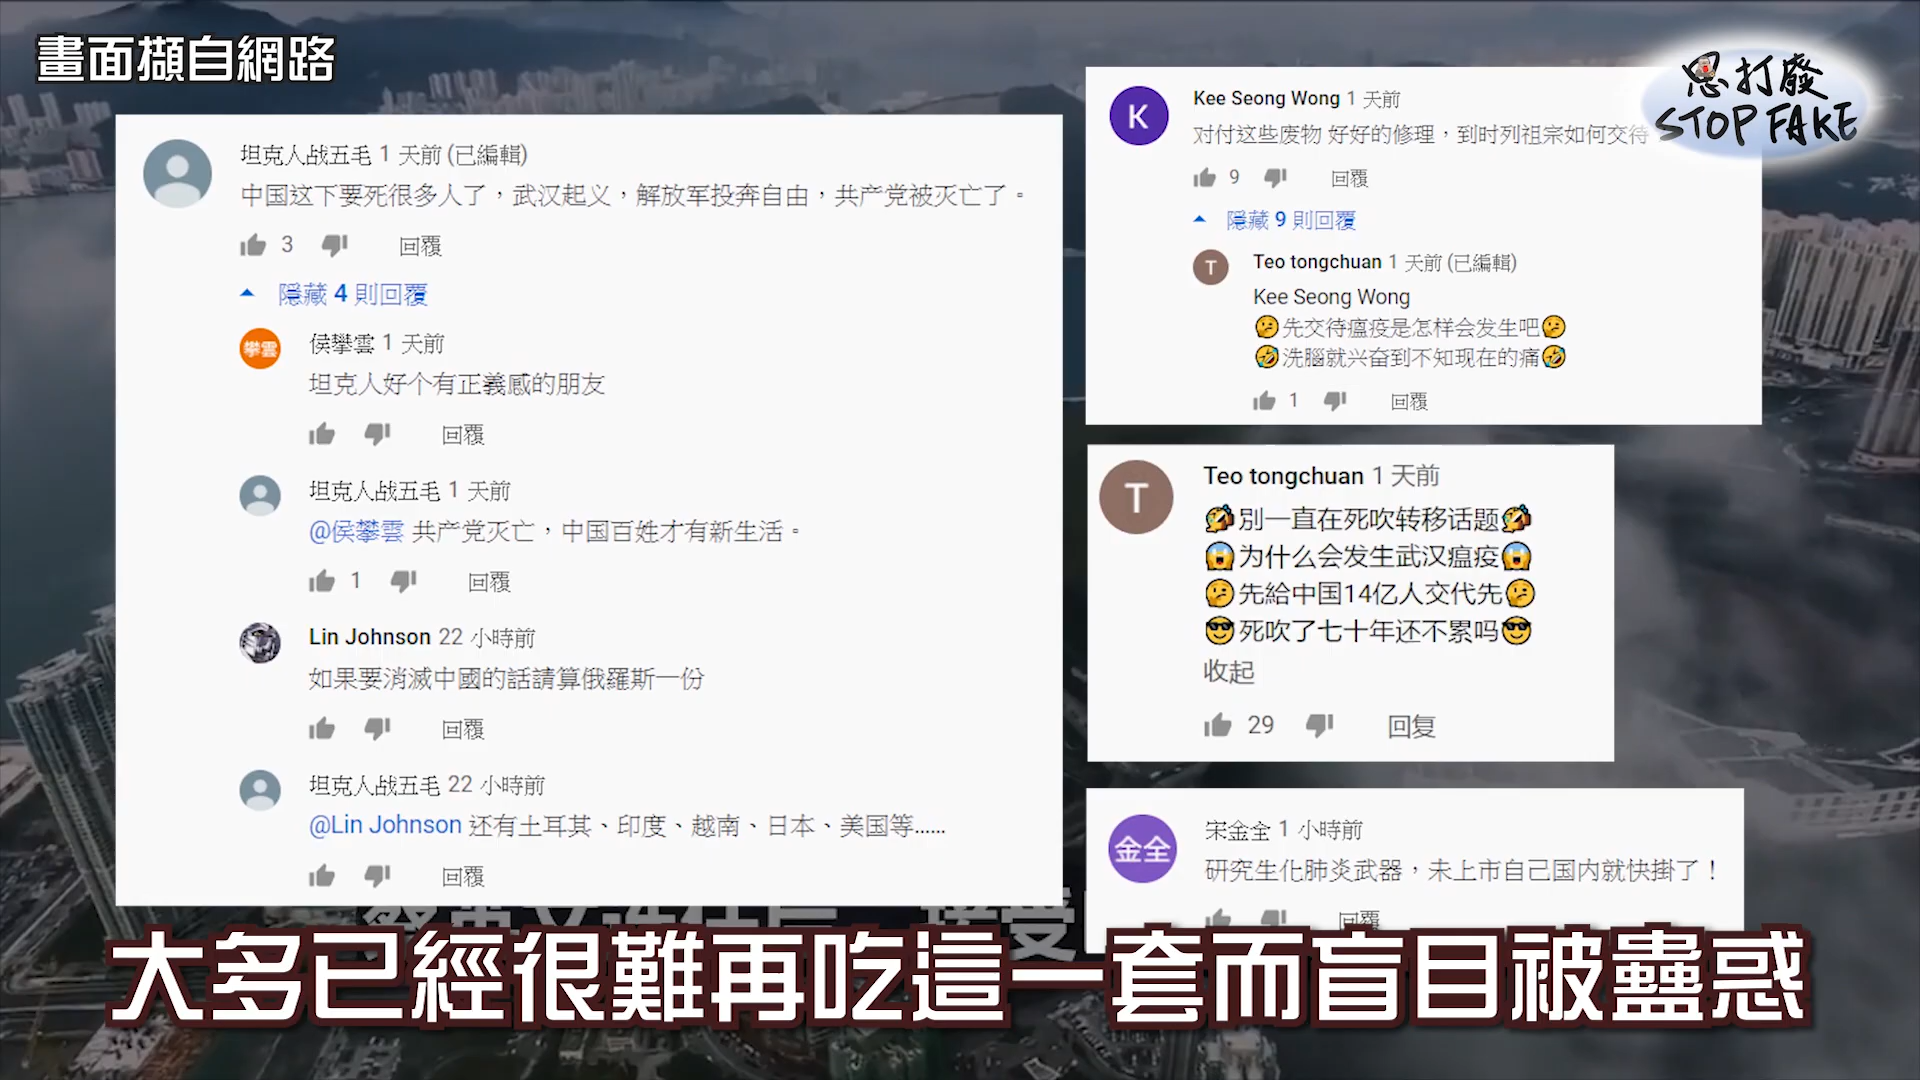 畫面擷自網路
思打發
STOP FAKE
坦克人战五毛 1 天前 (已編輯)
中国这下要死很多人了，武汉起义，解放军投奔自由，共产党被灭亡了。
3 回覆
隱藏 4 則回覆
攀雲
侯攀雲 1 天前
坦克人好个有正義感的朋友
回覆
坦克人战五毛 1 天前
@侯攀雲 共产党灭亡，中国百姓才有新生活。
1 回覆
Lin Johnson 22 小時前
如果要消滅中國的話請算俄羅斯一份
回覆
坦克人战五毛 22 小時前
@Lin Johnson 还有土耳其、印度、越南、日本、美国等......
回覆
K
Kee Seong Wong 1 天前
对付这些废物 好好的修理，到时列祖宗如何交待
9 回覆
隱藏 9 則回覆
T
Teo tongchuan 1 天前 (已編輯)
Kee Seong Wong
🤔先交待瘟疫是怎样会发生吧🤔
🤣洗腦就兴奋到不知现在的痛🤣
1 回覆
T
Teo tongchuan 1 天前
🤣別一直在死吹转移话题🤣
😱为什么会发生武汉瘟疫😱
🤔先給中国14亿人交代先🤔
😎死吹了七十年还不累吗😎
收起
29 回复
金全
宋金全 1 小時前
研究生化肺炎武器，未上市自己国内就快掛了！
回覆
大多已經很難再吃這一套而盲目被蠱惑